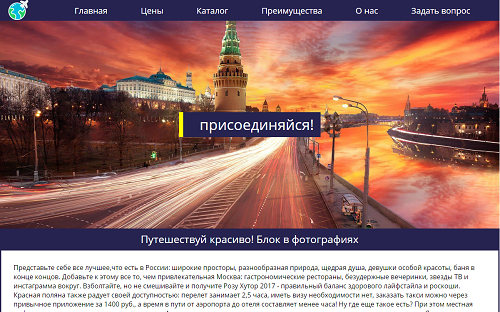 Главная Цены Каталог Преимущества О нас Задать вопрос
присоединяйся!
Путешествуй красиво! Блок в фотографиях
Представьте себе все лучшее,что есть в России: широкие просторы, разнообразная природа, щедрая душа, девушки особой красоты, баня в
конце концов. Добавьте к этому все то, чем привлекательная Москва: гастрономические рестораны, безудержные вечеринки, звезды ТВ и
инстаграмма вокруг. Взболтайте, но не смешивайте и получите Розу Хутор 2017 - правильный баланс здорового лайфстайла и роскоши.
Красная поляна также радует своей доступностью: перелет занимает 2,5 часа, иметь визу необходимости нет, заказать такси можно через
привычное приложение за 1400 руб., а время в пути от аэропорта до отеля составляет менее часа! Ну где еще такое есть? При этом местная